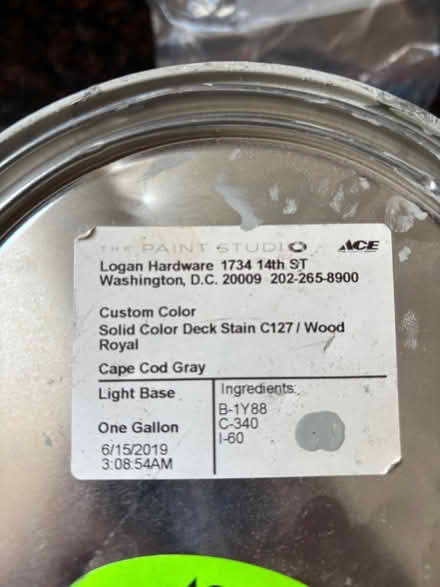 THE PAINT STUDIO ACE
Logan Hardware 1734 14th ST
Washington, D.C. 20009 202-265-8900
Custom Color
Solid Color Deck Stain C127 / Wood
Royal
Cape Cod Gray
Light Base
One Gallon
6/15/2019
3:08:54AM
Ingredients:
B-1Y88
C-340
I-60